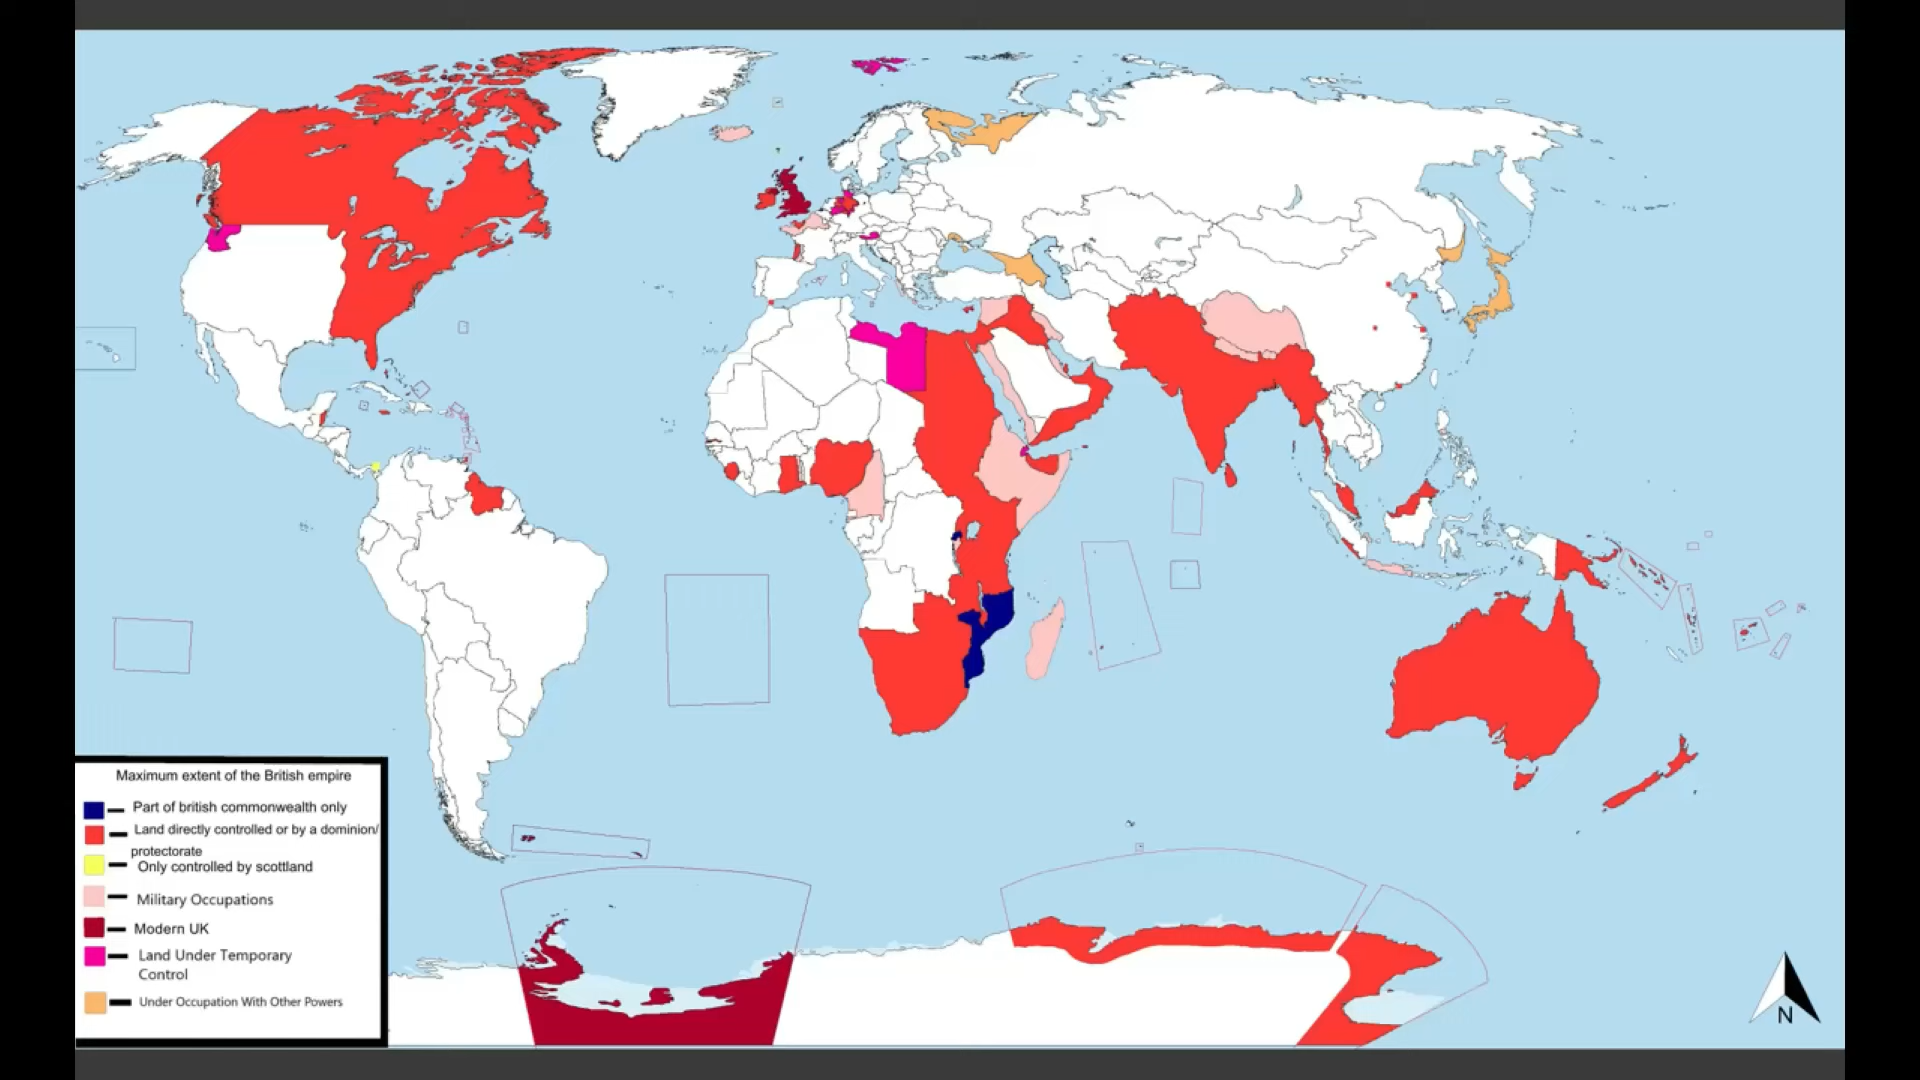 Maximum extent of the British empire
Part of british commonwealth only
Land directly controlled or by a dominion/
protectorate
Only controlled by scottland
Military Occupations
Modern UK
Land Under Temporary
Control
Under Occupation With Other Powers
N